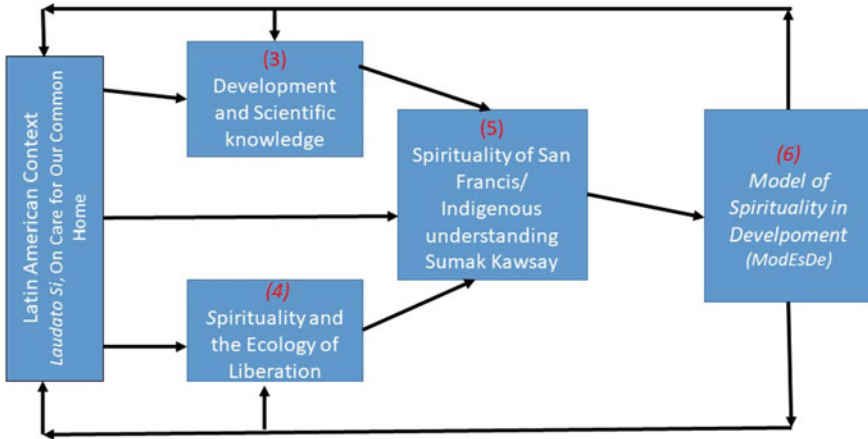 Latin American Context
Laudato Si, On Care for Our Common
Home
(3)
Development
and Scientific
knowledge
(4)
Spirituality and
the Ecology of
Liberation
(5)
Spirituality of San
Francis/
Indigenous
understanding
Sumak Kawsay
(6)
Model of
Spirituality in
Develpoment
(ModEsDe)